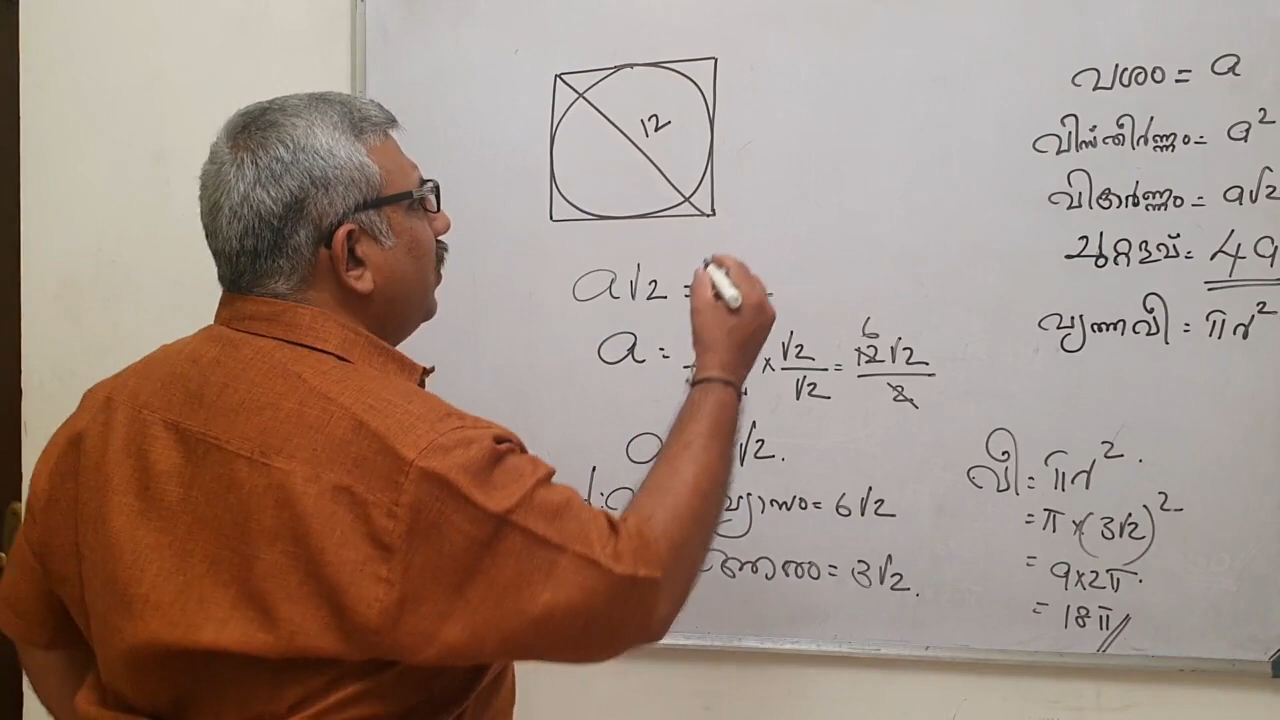 12
a√2 =
a = × √2/√2 = 12√2/2
6
a √2.
വ്യാസം = 6√2
= 3√2.
വശം = a
വിസ്തീർണ്ണം = a²
വികർണ്ണം = a√2
ചുറ്റളവ് = 4a
വൃത്തവി = πr²
വി = πr².
= π × (3√2)²
= 9×2π.
= 18π//